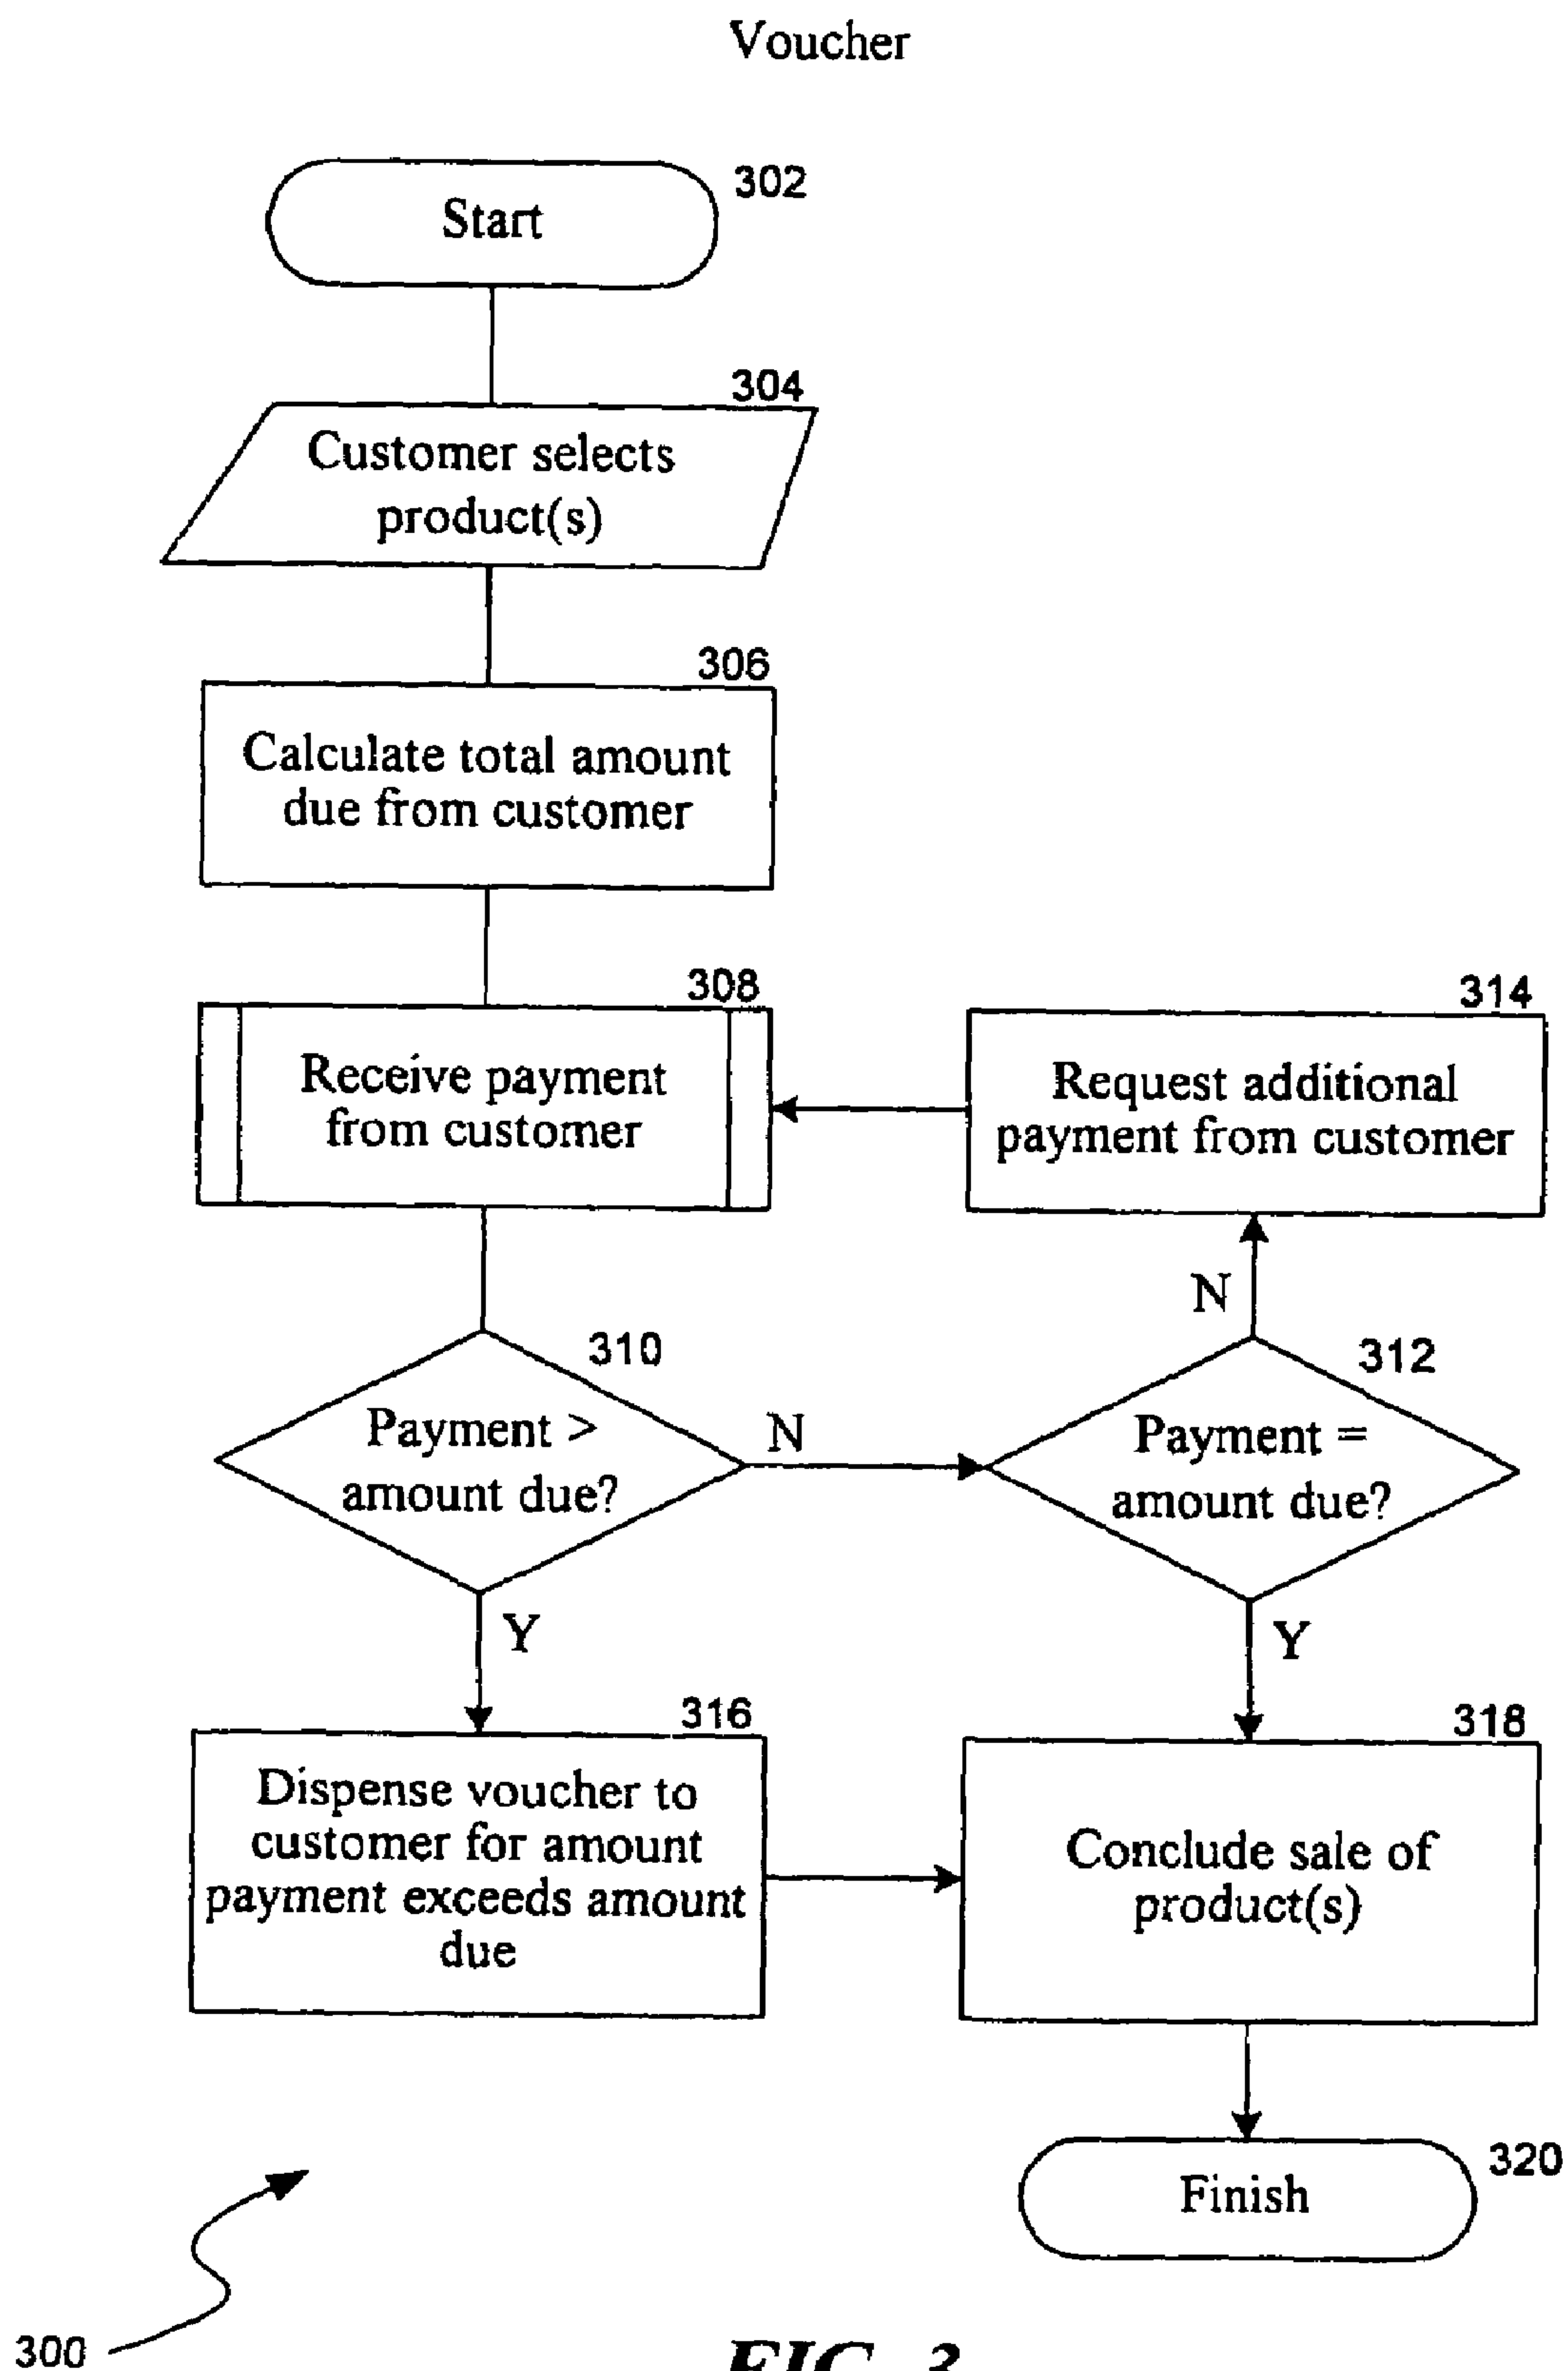 Voucher
302
Start
304
Customer selects
product(s)
306
Calculate total amount
due from customer
308
Receive payment
from customer
314
Request additional
payment from customer
N
310
Payment >
amount due?
N
312
Payment =
amount due?
Y
Y
316
Dispense voucher to
customer for amount
payment exceeds amount
due
318
Conclude sale of
product(s)
320
Finish
300
FIG. 3